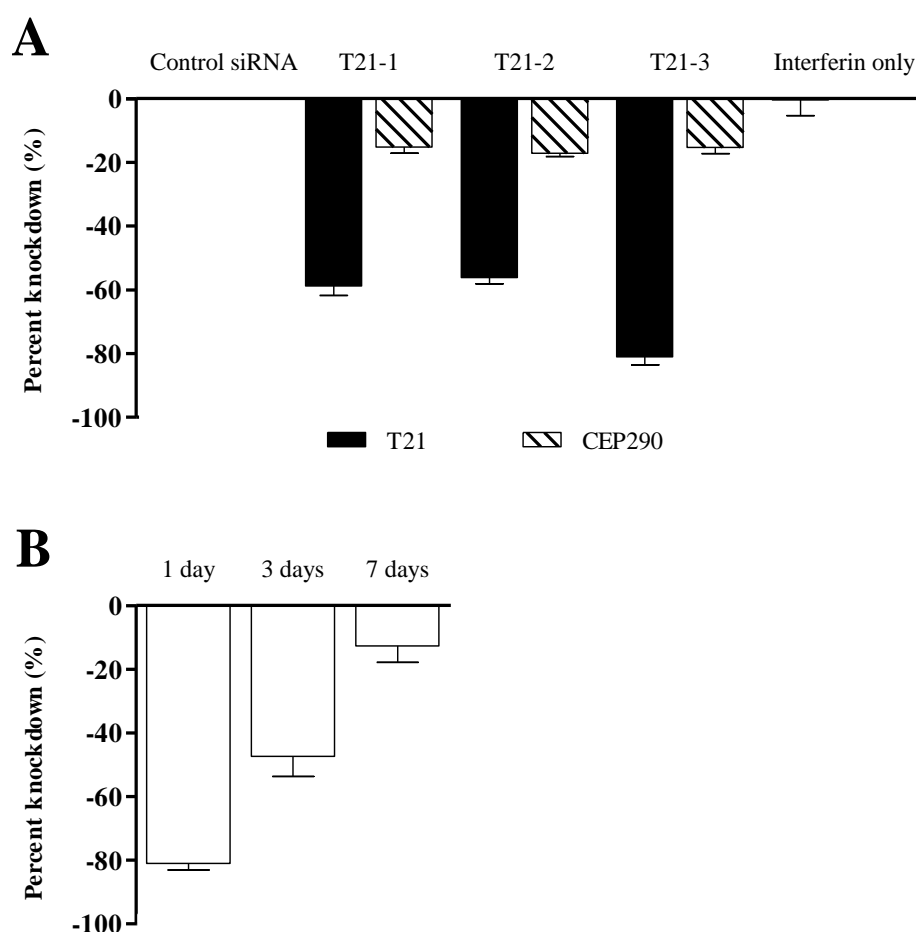 A
Control siRNA T21-1 T21-2 T21-3 Interferin only
0
-20
-40
-60
-80
-100
Percent knockdown (%)
T21 CEP290
B
1 day 3 days 7 days
0
-20
-40
-60
-80
-100
Percent knockdown (%)